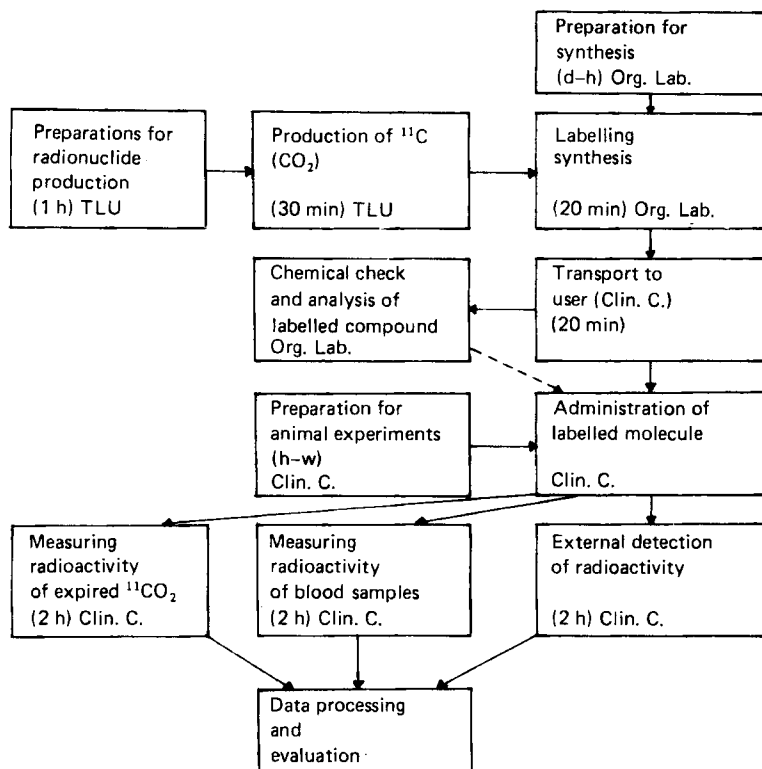 Preparation for
synthesis
(d–h) Org. Lab.
Preparations for
radionuclide
production
(1 h) TLU
Production of ¹¹C
(CO₂)
(30 min) TLU
Labelling
synthesis
(20 min) Org. Lab.
Chemical check
and analysis of
labelled compound
Org. Lab.
Transport to
user (Clin. C.)
(20 min)
Preparation for
animal experiments
(h–w)
Clin. C.
Administration of
labelled molecule
Clin. C.
Measuring
radioactivity
of expired ¹¹CO₂
(2 h) Clin. C.
Measuring
radioactivity
of blood samples
(2 h) Clin. C.
External detection
of radioactivity
(2 h) Clin. C.
Data processing
and
evaluation